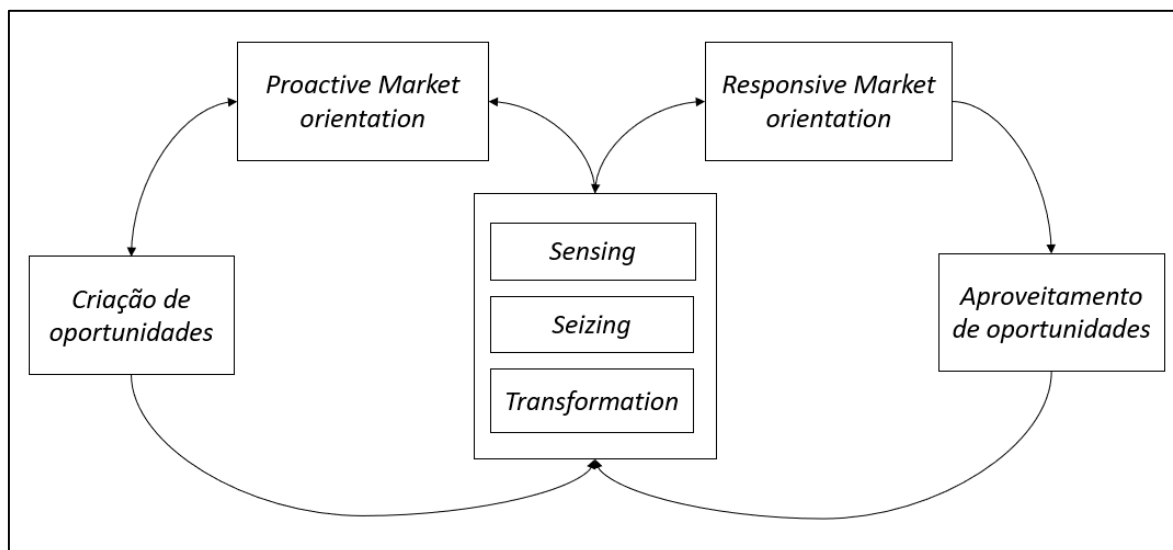 Proactive Market
orientation
Responsive Market
orientation
Sensing
Seizing
Transformation
Criação de
oportunidades
Aproveitamento
de oportunidades